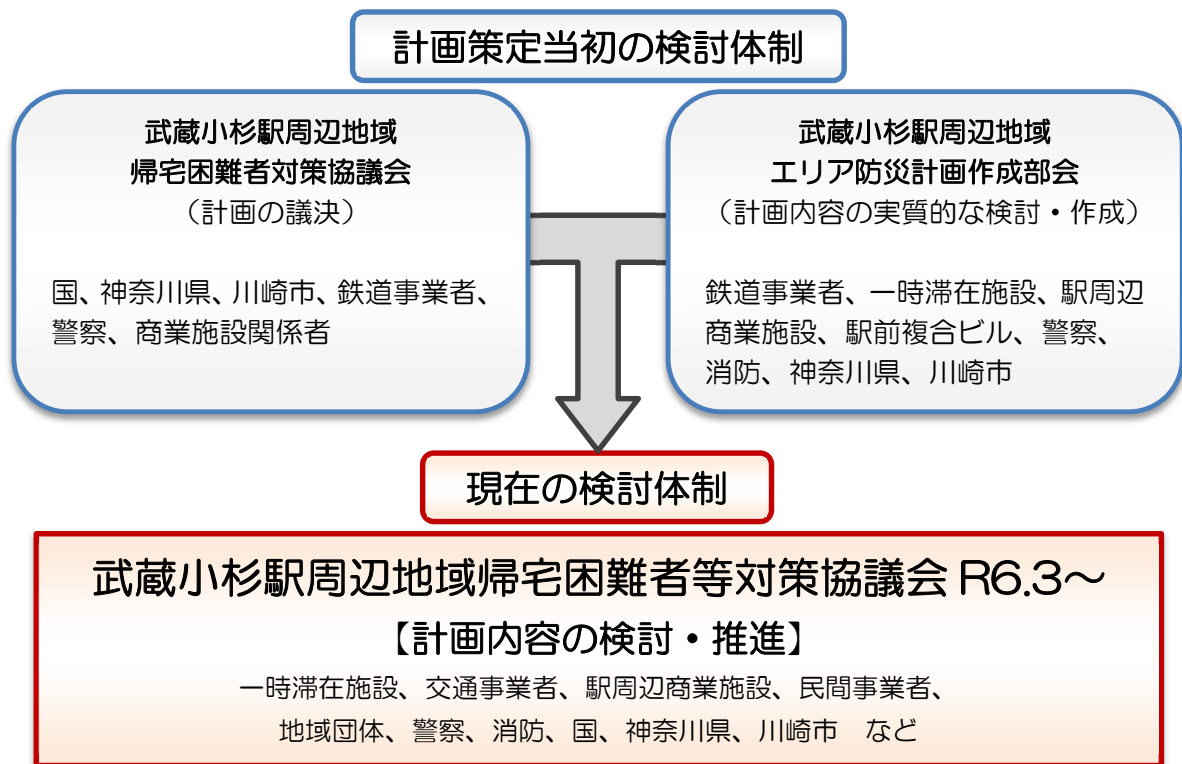 計画策定当初の検討体制
武蔵小杉駅周辺地域
帰宅困難者対策協議会
（計画の議決）
国、神奈川県、川崎市、鉄道事業者、
警察、商業施設関係者
武蔵小杉駅周辺地域
エリア防災計画作成部会
（計画内容の実質的な検討・作成）
鉄道事業者、一時滞在施設、駅周辺
商業施設、駅前複合ビル、警察、
消防、神奈川県、川崎市
現在の検討体制
武蔵小杉駅周辺地域帰宅困難者等対策協議会 R6.3～
【計画内容の検討・推進】
一時滞在施設、交通事業者、駅周辺商業施設、民間事業者、
地域団体、警察、消防、国、神奈川県、川崎市　など